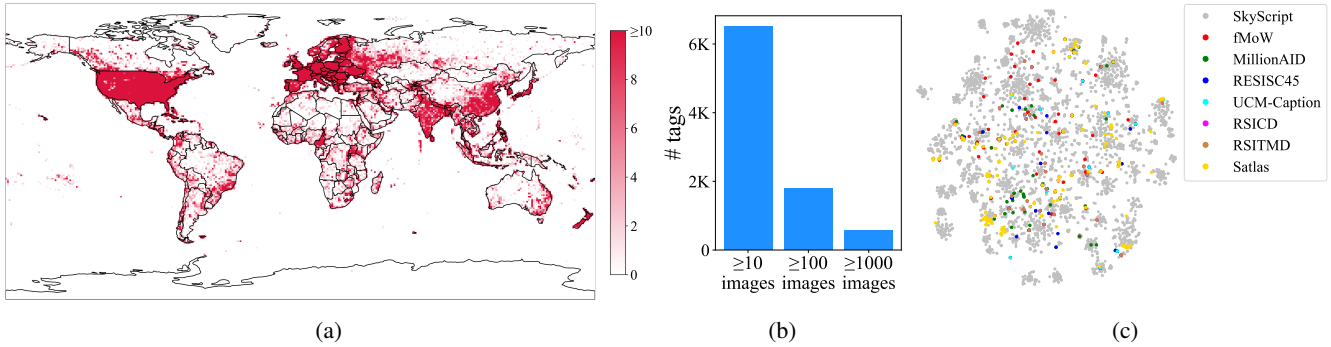 ≥10
8
6
4
2
0
(a)
# tags
6K
4K
2K
0
≥10
images
≥100
images
≥1000
images
(b)
SkyScript
fMoW
MillionAID
RESISC45
UCM-Caption
RSICD
RSITMD
Satlas
(c)